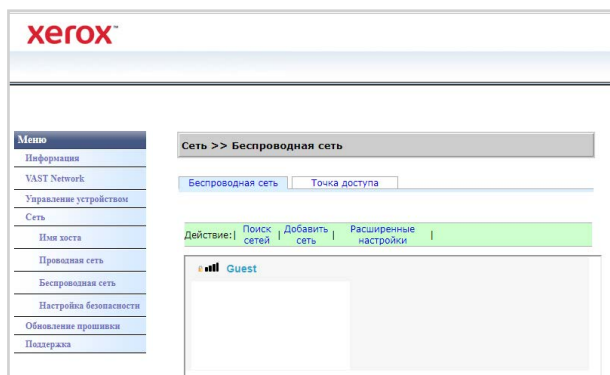 xerox™
Меню
Информация
VAST Network
Управление устройством
Сеть
Имя хоста
Проводная сеть
Беспроводная сеть
Настройка безопасности
Обновление прошивки
Поддержка
Сеть >> Беспроводная сеть
Беспроводная сеть
Точка доступа
Действие:| Поиск сетей | Добавить сеть | Расширенные настройки |
Guest